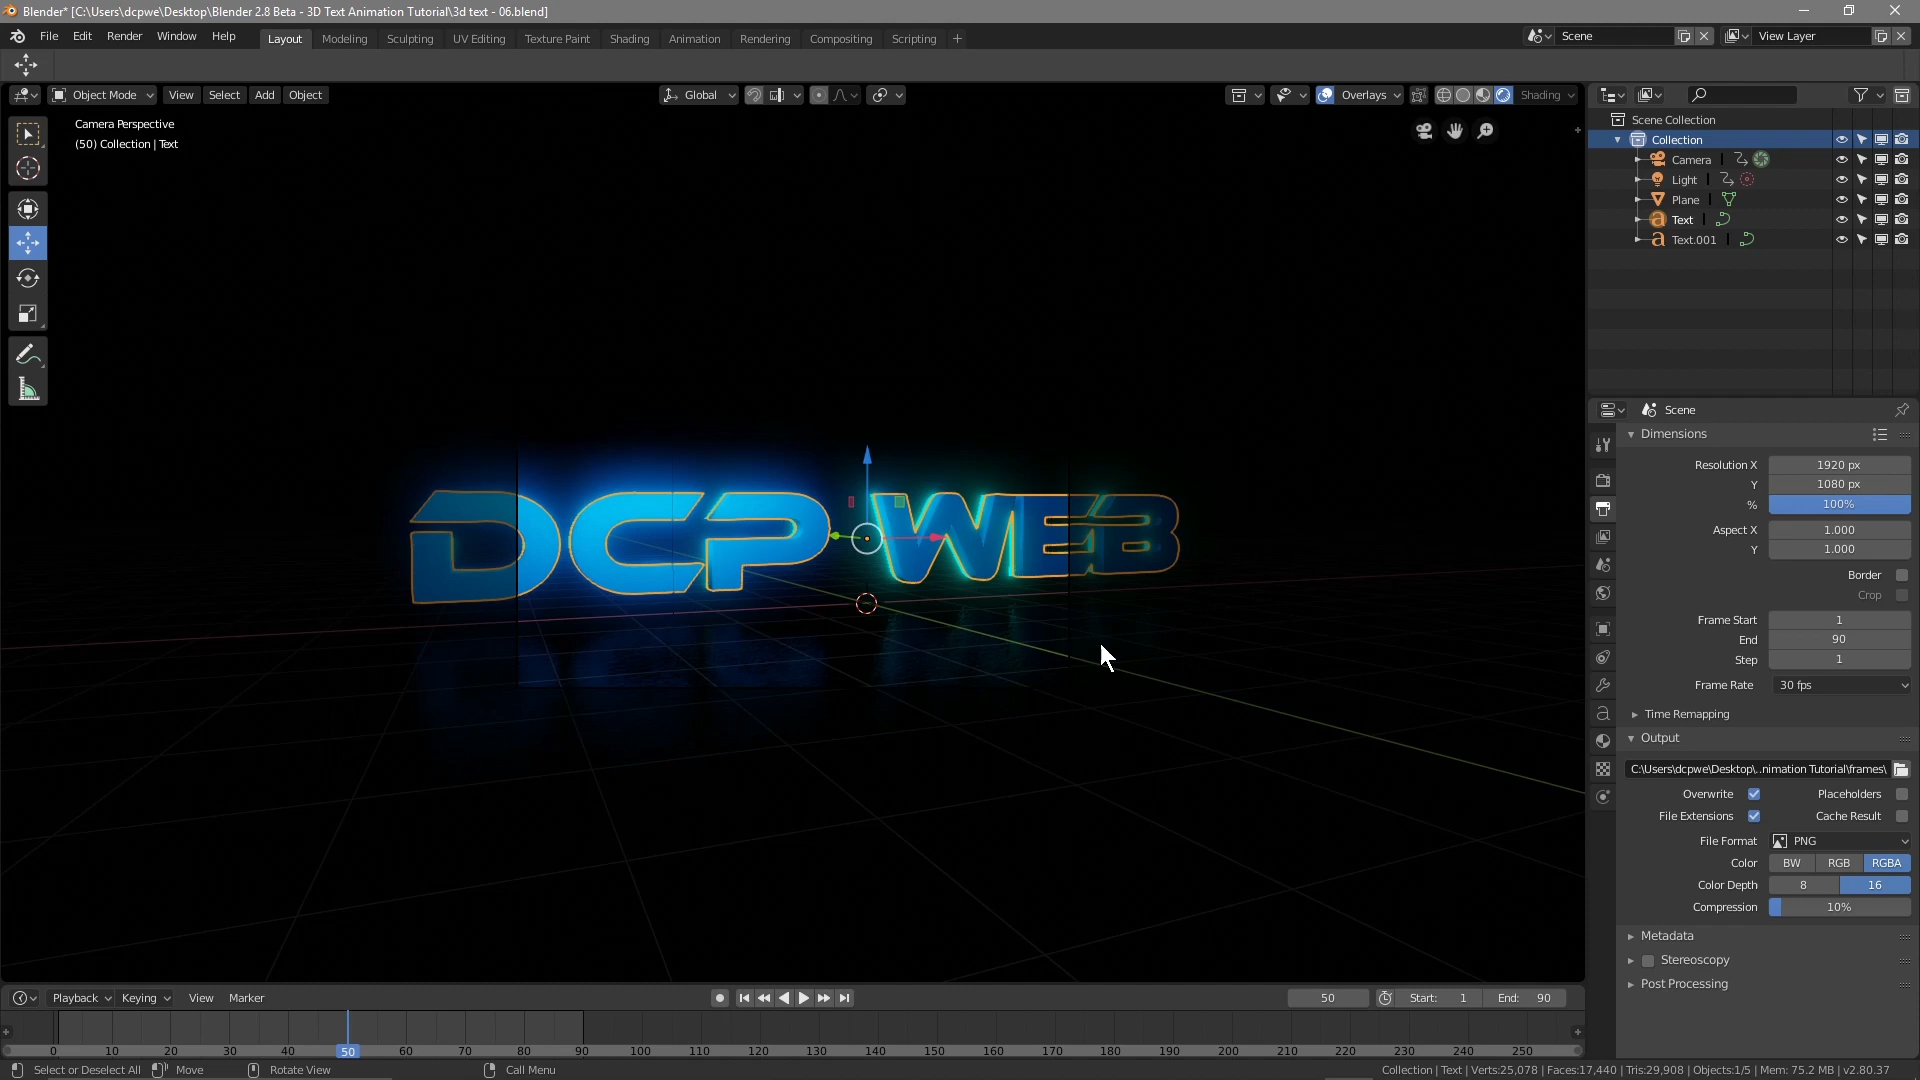 Blender* [C:\Users\dcpwe\Desktop\Blender 2.8 Beta - 3D Text Animation Tutorial\3d text - 06.blend]
File Edit Render Window Help Layout Modeling Sculpting UV Editing Texture Paint Shading Animation Rendering Compositing Scripting + Scene View Layer
Object Mode View Select Add Object Global Overlays Shading
Camera Perspective
(50) Collection | Text
Scene Collection
Collection
Camera
Light
Plane
Text
Text.001
DCP WEB
Scene
Dimensions
Resolution X 1920 px
Y 1080 px
% 100%
Aspect X 1.000
Y 1.000
Border
Crop
Frame Start 1
End 90
Step 1
Frame Rate 30 fps
Time Remapping
Output
C:\Users\dcpwe\Desktop\..nimation Tutorial\frames\
Overwrite Placeholders
File Extensions Cache Result
File Format PNG
Color BW RGB RGBA
Color Depth 8 16
Compression 10%
Metadata
Stereoscopy
Post Processing
Playback Keying View Marker 50 Start: 1 End: 90
0 10 20 30 40 50 60 70 80 90 100 110 120 130 140 150 160 170 180 190 200 210 220 230 240 250
Select or Deselect All Move Rotate View Call Menu Collection | Text | Verts:25,078 | Faces:17,440 | Tris:29,908 | Objects:1/5 | Mem: 75.2 MB | v2.80.37